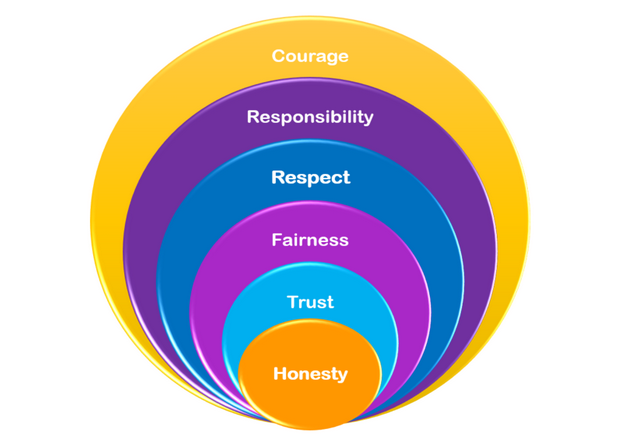 Courage
Responsibility
Respect
Fairness
Trust
Honesty